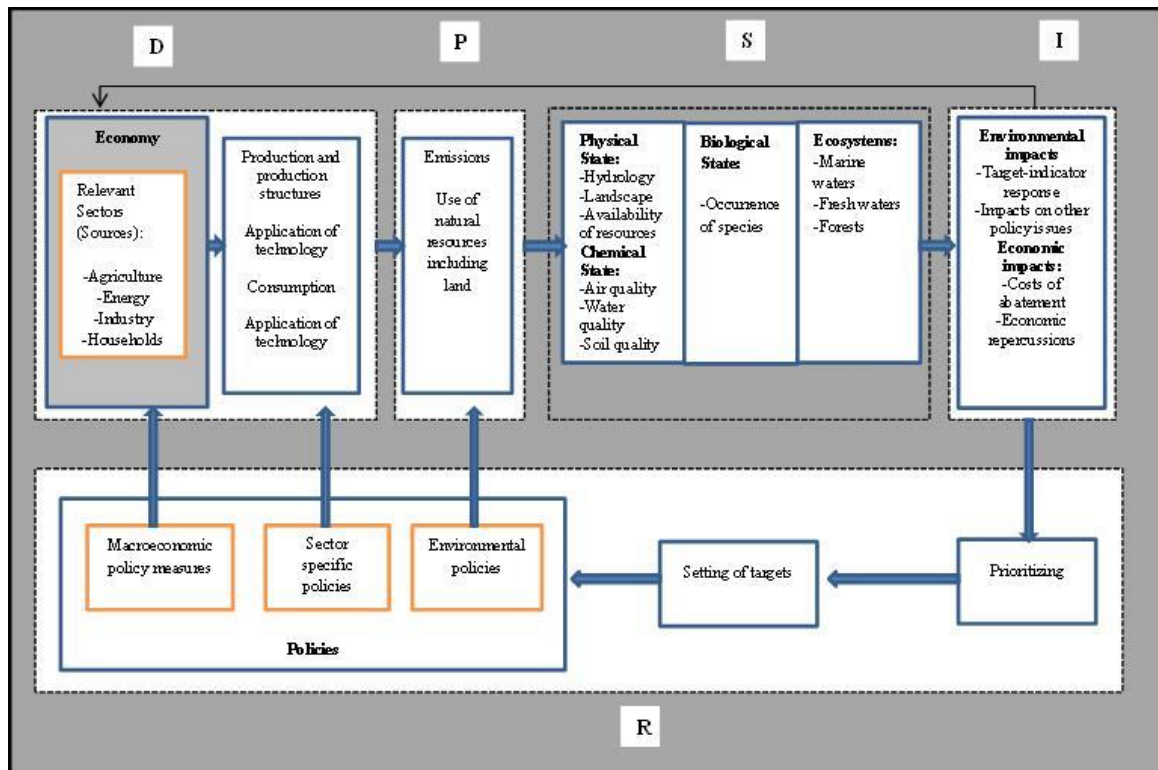 D
P
S
I
Economy
Relevant
Sectors
(Sources):
-Agriculture
-Energy
-Industry
-Households
Production and
production
structures
Application of
technology
Consumption
Application of
technology
Emissions
Use of
natural
resources
including
land
Physical
State:
-Hydrology
-Landscape
-Availability
of resources
Chemical
State:
-Air quality
-Water
quality
-Soil quality
Biological
State:
-Occurrence
of species
Ecosystems:
-Marine
waters
-Fresh waters
-Forests
Environmental
impacts
-Target-indicator
response
-Impacts on other
policy issues
Economic
impacts:
-Costs of
abatement
-Economic
repercussions
Macroeconomic
policy measures
Sector
specific
policies
Environmental
policies
Policies
Setting of targets
Prioritizing
R